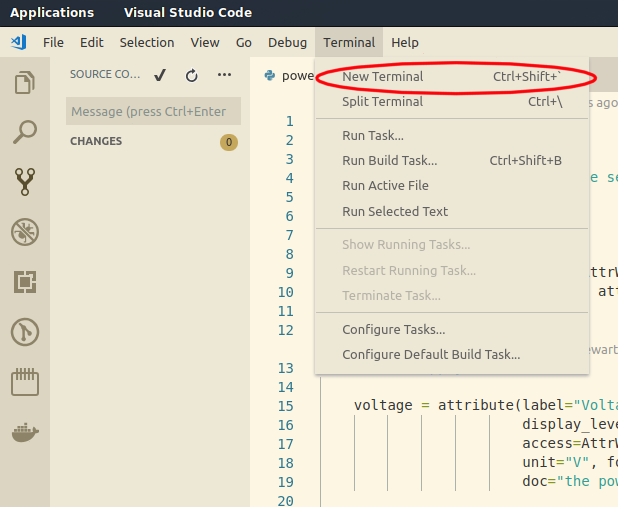 Applications Visual Studio Code
File Edit Selection View Go Debug Terminal Help
SOURCE CO... ...
Message (press Ctrl+Enter
CHANGES 0
New Terminal Ctrl+Shift+`
Split Terminal Ctrl+\
Run Task...
Run Build Task... Ctrl+Shift+B
Run Active File
Run Selected Text
Show Running Tasks...
Restart Running Task...
Terminate Task...
Configure Tasks...
Configure Default Build Task...
powe
s ago
1
2
3
4 e se
5
6
7
8
9 ttrW
10 att
11
12
ewart
13
14
15 voltage = attribute(label="Volta
16 display_leve
17 access=AttrW
18 unit="V", fo
19 doc="the pow
20